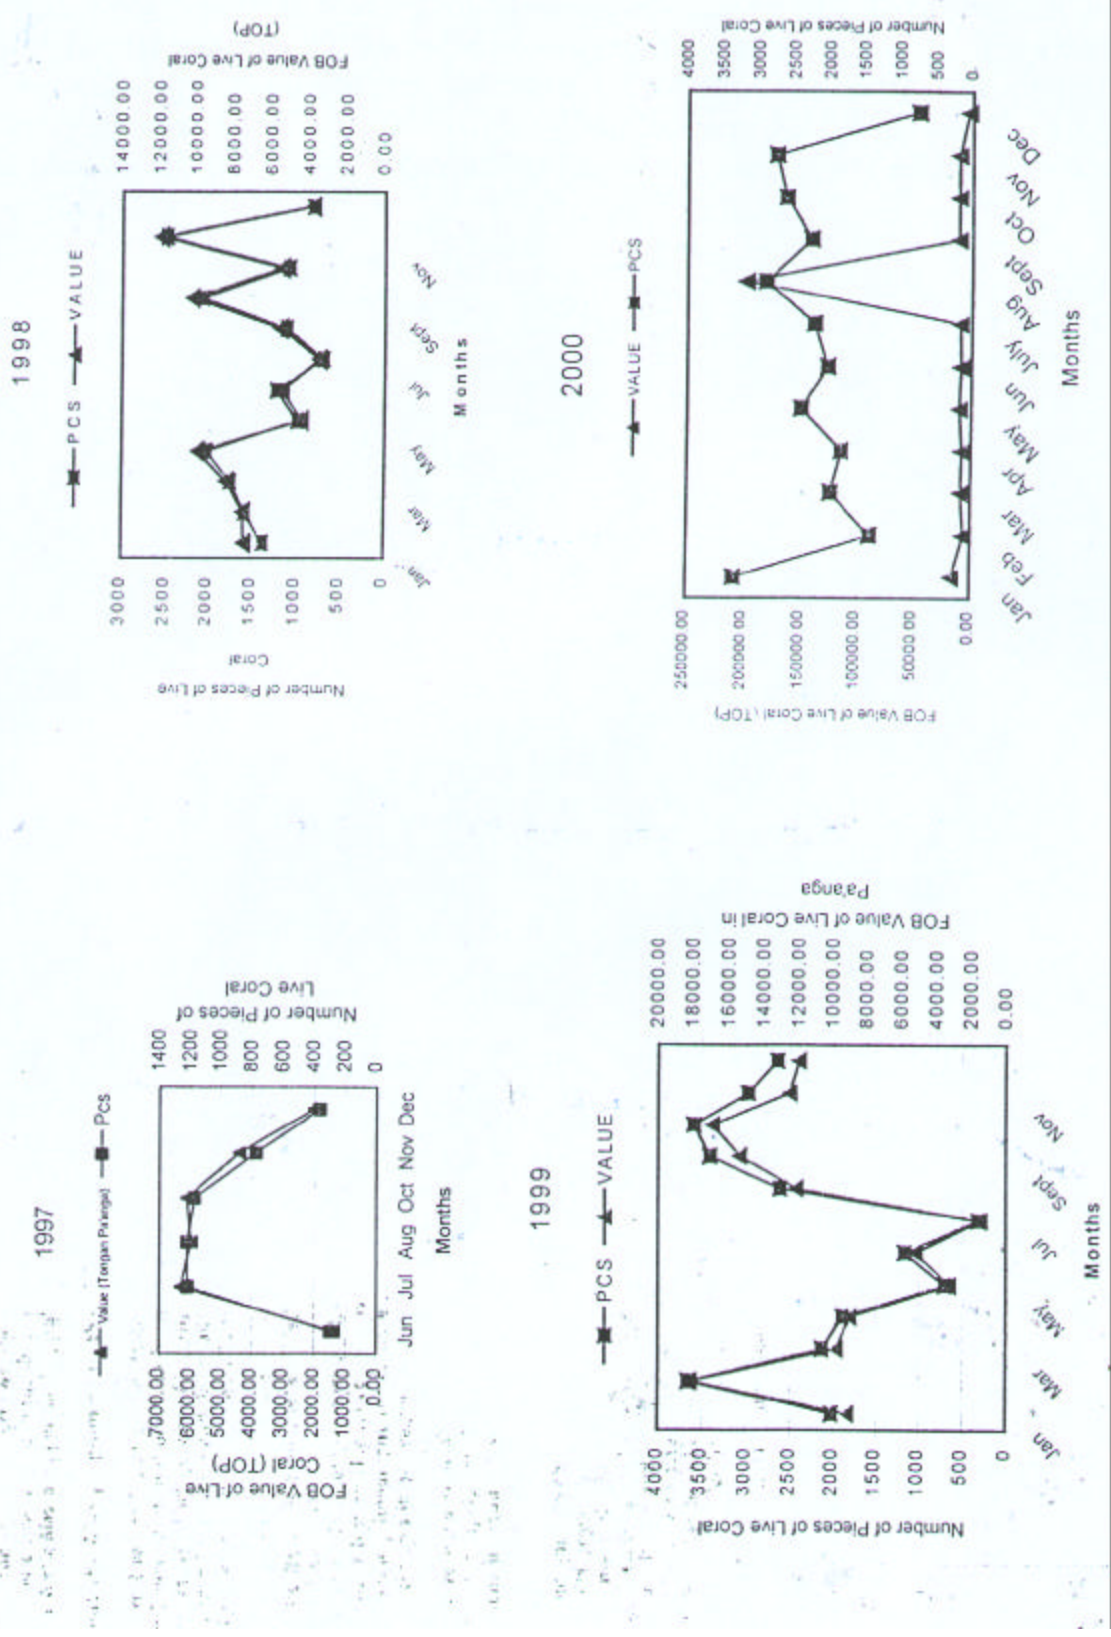 1997
Value (Tongan Pa'anga) Pcs
7000.00
6000.00
5000.00
4000.00
3000.00
2000.00
1000.00
0.00
FOB Value of Live
Coral (TOP)
1400
1200
1000
800
600
400
200
0
Number of Pieces of
Live Coral
Jun Jul Aug Oct Nov Dec
Months
1998
PCS VALUE
3000
2500
2000
1500
1000
500
0
Number of Pieces of Live
Coral
14000.00
12000.00
10000.00
8000.00
6000.00
4000.00
2000.00
0.00
FOB Value of Live Coral
(TOP)
Jan Mar May Jul Sept Nov
Months
1999
PCS VALUE
4000
3500
3000
2500
2000
1500
1000
500
0
Number of Pieces of Live Coral
20000.00
18000.00
16000.00
14000.00
12000.00
10000.00
8000.00
6000.00
4000.00
2000.00
0.00
FOB Value of Live Coral in
Pa'anga
Jan Mar May Jul Sept Nov
Months
2000
VALUE PCS
250000.00
200000.00
150000.00
100000.00
50000.00
0.00
FOB Value of Live Coral (TOP)
4000
3500
3000
2500
2000
1500
1000
500
0
Number of Pieces of Live Coral
Jan Feb Mar Apr May Jun July Aug Sept Oct Nov Dec
Months